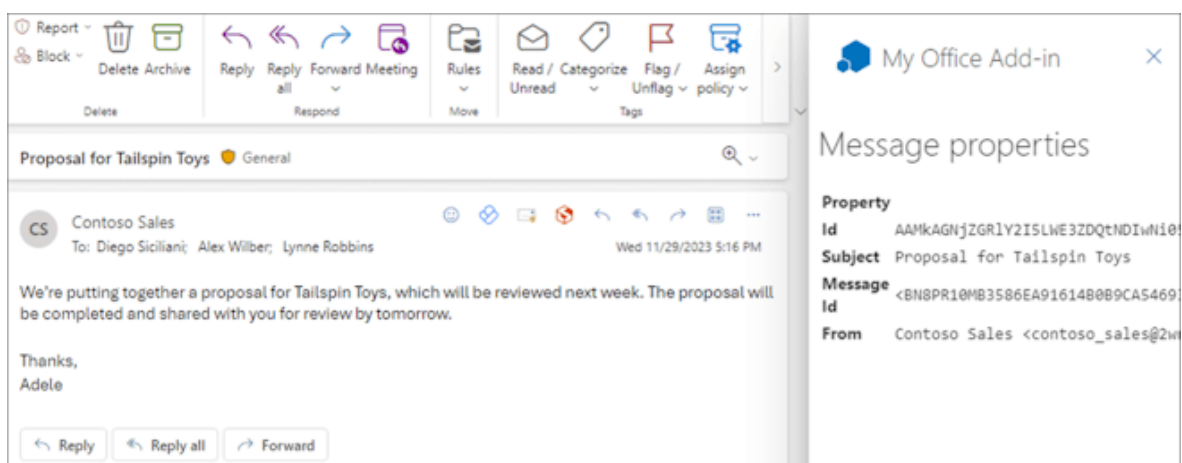 Report
Block
Delete Archive
Delete
Reply Reply all Forward Meeting
Respond
Rules
Move
Read / Unread Categorize Flag / Unflag Assign policy
Tags
Proposal for Tailspin Toys General
CS
Contoso Sales
To: Diego Siciliani; Alex Wilber; Lynne Robbins
Wed 11/29/2023 5:16 PM
We're putting together a proposal for Tailspin Toys, which will be reviewed next week. The proposal will
be completed and shared with you for review by tomorrow.
Thanks,
Adele
Reply Reply all Forward
My Office Add-in
Message properties
Property
Id
Subject Proposal for Tailspin Toys
Message Id
From Contoso Sales